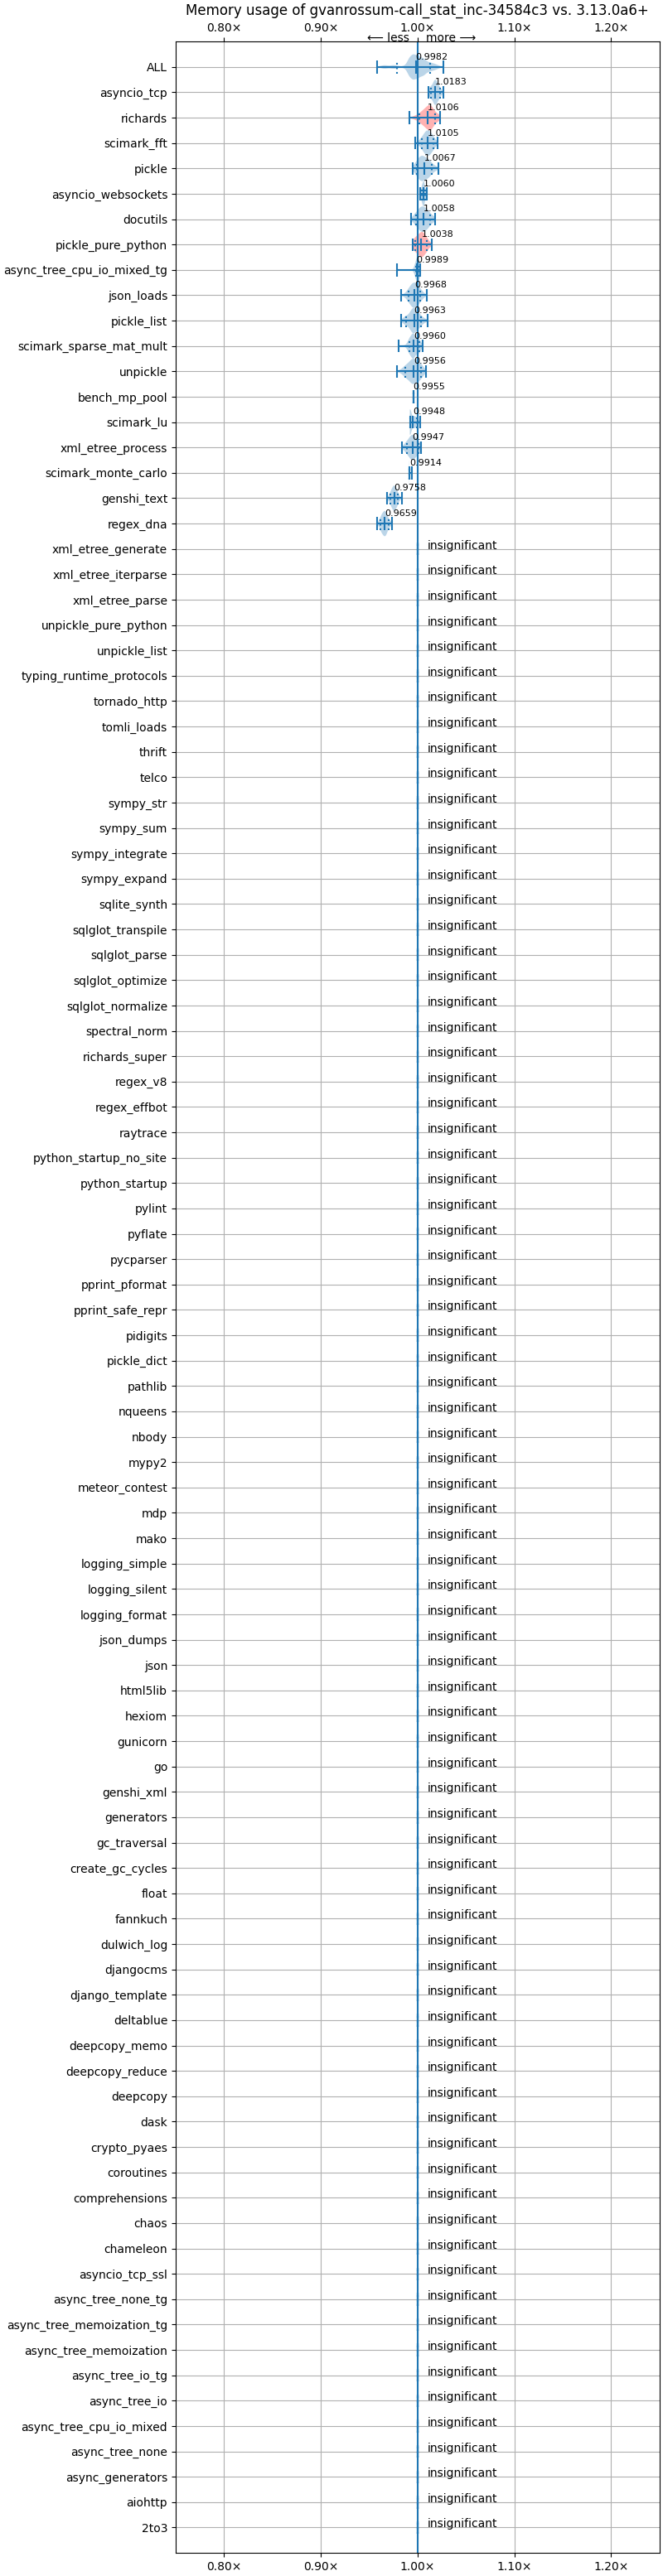 Memory usage of gvanrossum-call_stat_inc-34584c3 vs. 3.13.0a6+
0.80× 0.90× 1.00× 1.10× 1.20×
⟵ less more ⟶
ALL 0.9982
asyncio_tcp 1.0183
richards 1.0106
scimark_fft 1.0105
pickle 1.0067
asyncio_websockets 1.0060
docutils 1.0058
pickle_pure_python 1.0038
async_tree_cpu_io_mixed_tg 0.9989
json_loads 0.9968
pickle_list 0.9963
scimark_sparse_mat_mult 0.9960
unpickle 0.9956
bench_mp_pool 0.9955
scimark_lu 0.9948
xml_etree_process 0.9947
scimark_monte_carlo 0.9914
genshi_text 0.9758
regex_dna 0.9659
xml_etree_generate insignificant
xml_etree_iterparse insignificant
xml_etree_parse insignificant
unpickle_pure_python insignificant
unpickle_list insignificant
typing_runtime_protocols insignificant
tornado_http insignificant
tomli_loads insignificant
thrift insignificant
telco insignificant
sympy_str insignificant
sympy_sum insignificant
sympy_integrate insignificant
sympy_expand insignificant
sqlite_synth insignificant
sqlglot_transpile insignificant
sqlglot_parse insignificant
sqlglot_optimize insignificant
sqlglot_normalize insignificant
spectral_norm insignificant
richards_super insignificant
regex_v8 insignificant
regex_effbot insignificant
raytrace insignificant
python_startup_no_site insignificant
python_startup insignificant
pylint insignificant
pyflate insignificant
pycparser insignificant
pprint_pformat insignificant
pprint_safe_repr insignificant
pidigits insignificant
pickle_dict insignificant
pathlib insignificant
nqueens insignificant
nbody insignificant
mypy2 insignificant
meteor_contest insignificant
mdp insignificant
mako insignificant
logging_simple insignificant
logging_silent insignificant
logging_format insignificant
json_dumps insignificant
json insignificant
html5lib insignificant
hexiom insignificant
gunicorn insignificant
go insignificant
genshi_xml insignificant
generators insignificant
gc_traversal insignificant
create_gc_cycles insignificant
float insignificant
fannkuch insignificant
dulwich_log insignificant
djangocms insignificant
django_template insignificant
deltablue insignificant
deepcopy_memo insignificant
deepcopy_reduce insignificant
deepcopy insignificant
dask insignificant
crypto_pyaes insignificant
coroutines insignificant
comprehensions insignificant
chaos insignificant
chameleon insignificant
asyncio_tcp_ssl insignificant
async_tree_none_tg insignificant
async_tree_memoization_tg insignificant
async_tree_memoization insignificant
async_tree_io_tg insignificant
async_tree_io insignificant
async_tree_cpu_io_mixed insignificant
async_tree_none insignificant
async_generators insignificant
aiohttp insignificant
2to3 insignificant
0.80× 0.90× 1.00× 1.10× 1.20×